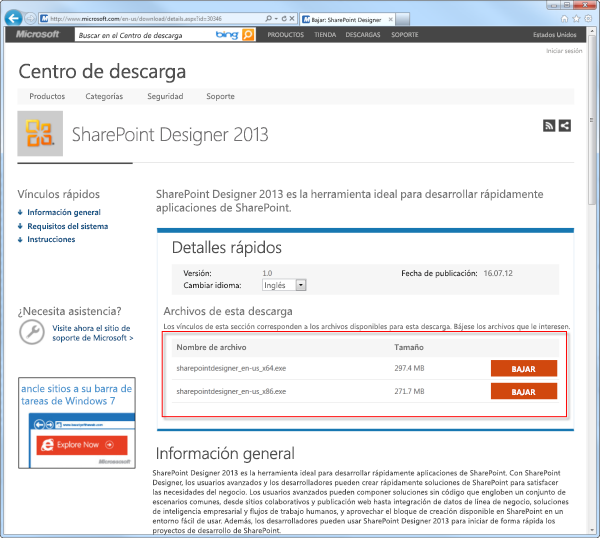 http://www.microsoft.com/en-us/download/details.aspx?id=30346
Bajar: SharePoint Designer
Microsoft
Buscar en el Centro de descarga
bing
PRODUCTOS
TIENDA
DESCARGAS
SOPORTE
Estados Unidos
Iniciar sesión
Centro de descarga
Productos
Categorías
Seguridad
Soporte
SharePoint Designer 2013
Vínculos rápidos
Información general
Requisitos del sistema
Instrucciones
¿Necesita asistencia?
Visite ahora el sitio de
soporte de Microsoft >
ancle sitios a su barra de
tareas de Windows 7
Explore Now
Microsoft
SharePoint Designer 2013 es la herramienta ideal para desarrollar rápidamente
aplicaciones de SharePoint.
Detalles rápidos
Versión: 1.0
Fecha de publicación: 16.07.12
Cambiar idioma: Inglés
Archivos de esta descarga
Los vínculos de esta sección corresponden a los archivos disponibles para esta descarga. Bájese los archivos que le interesen.
Nombre de archivo Tamaño
sharepointdesigner_en-us_x64.exe 297.4 MB BAJAR
sharepointdesigner_en-us_x86.exe 271.7 MB BAJAR
Información general
SharePoint Designer 2013 es la herramienta ideal para desarrollar rápidamente aplicaciones de SharePoint. Con SharePoint
Designer, los usuarios avanzados y los desarrolladores pueden crear rápidamente soluciones de SharePoint para satisfacer
las necesidades del negocio. Los usuarios avanzados pueden componer soluciones sin código que engloben un conjunto de
escenarios comunes, desde sitios colaborativos y publicación web hasta integración de datos de línea de negocio, soluciones
de inteligencia empresarial y flujos de trabajo humanos, y aprovechar el bloque de creación disponible en SharePoint en un
entorno fácil de usar. Además, los desarrolladores pueden usar SharePoint Designer 2013 para iniciar de forma rápida los
proyectos de desarrollo de SharePoint.